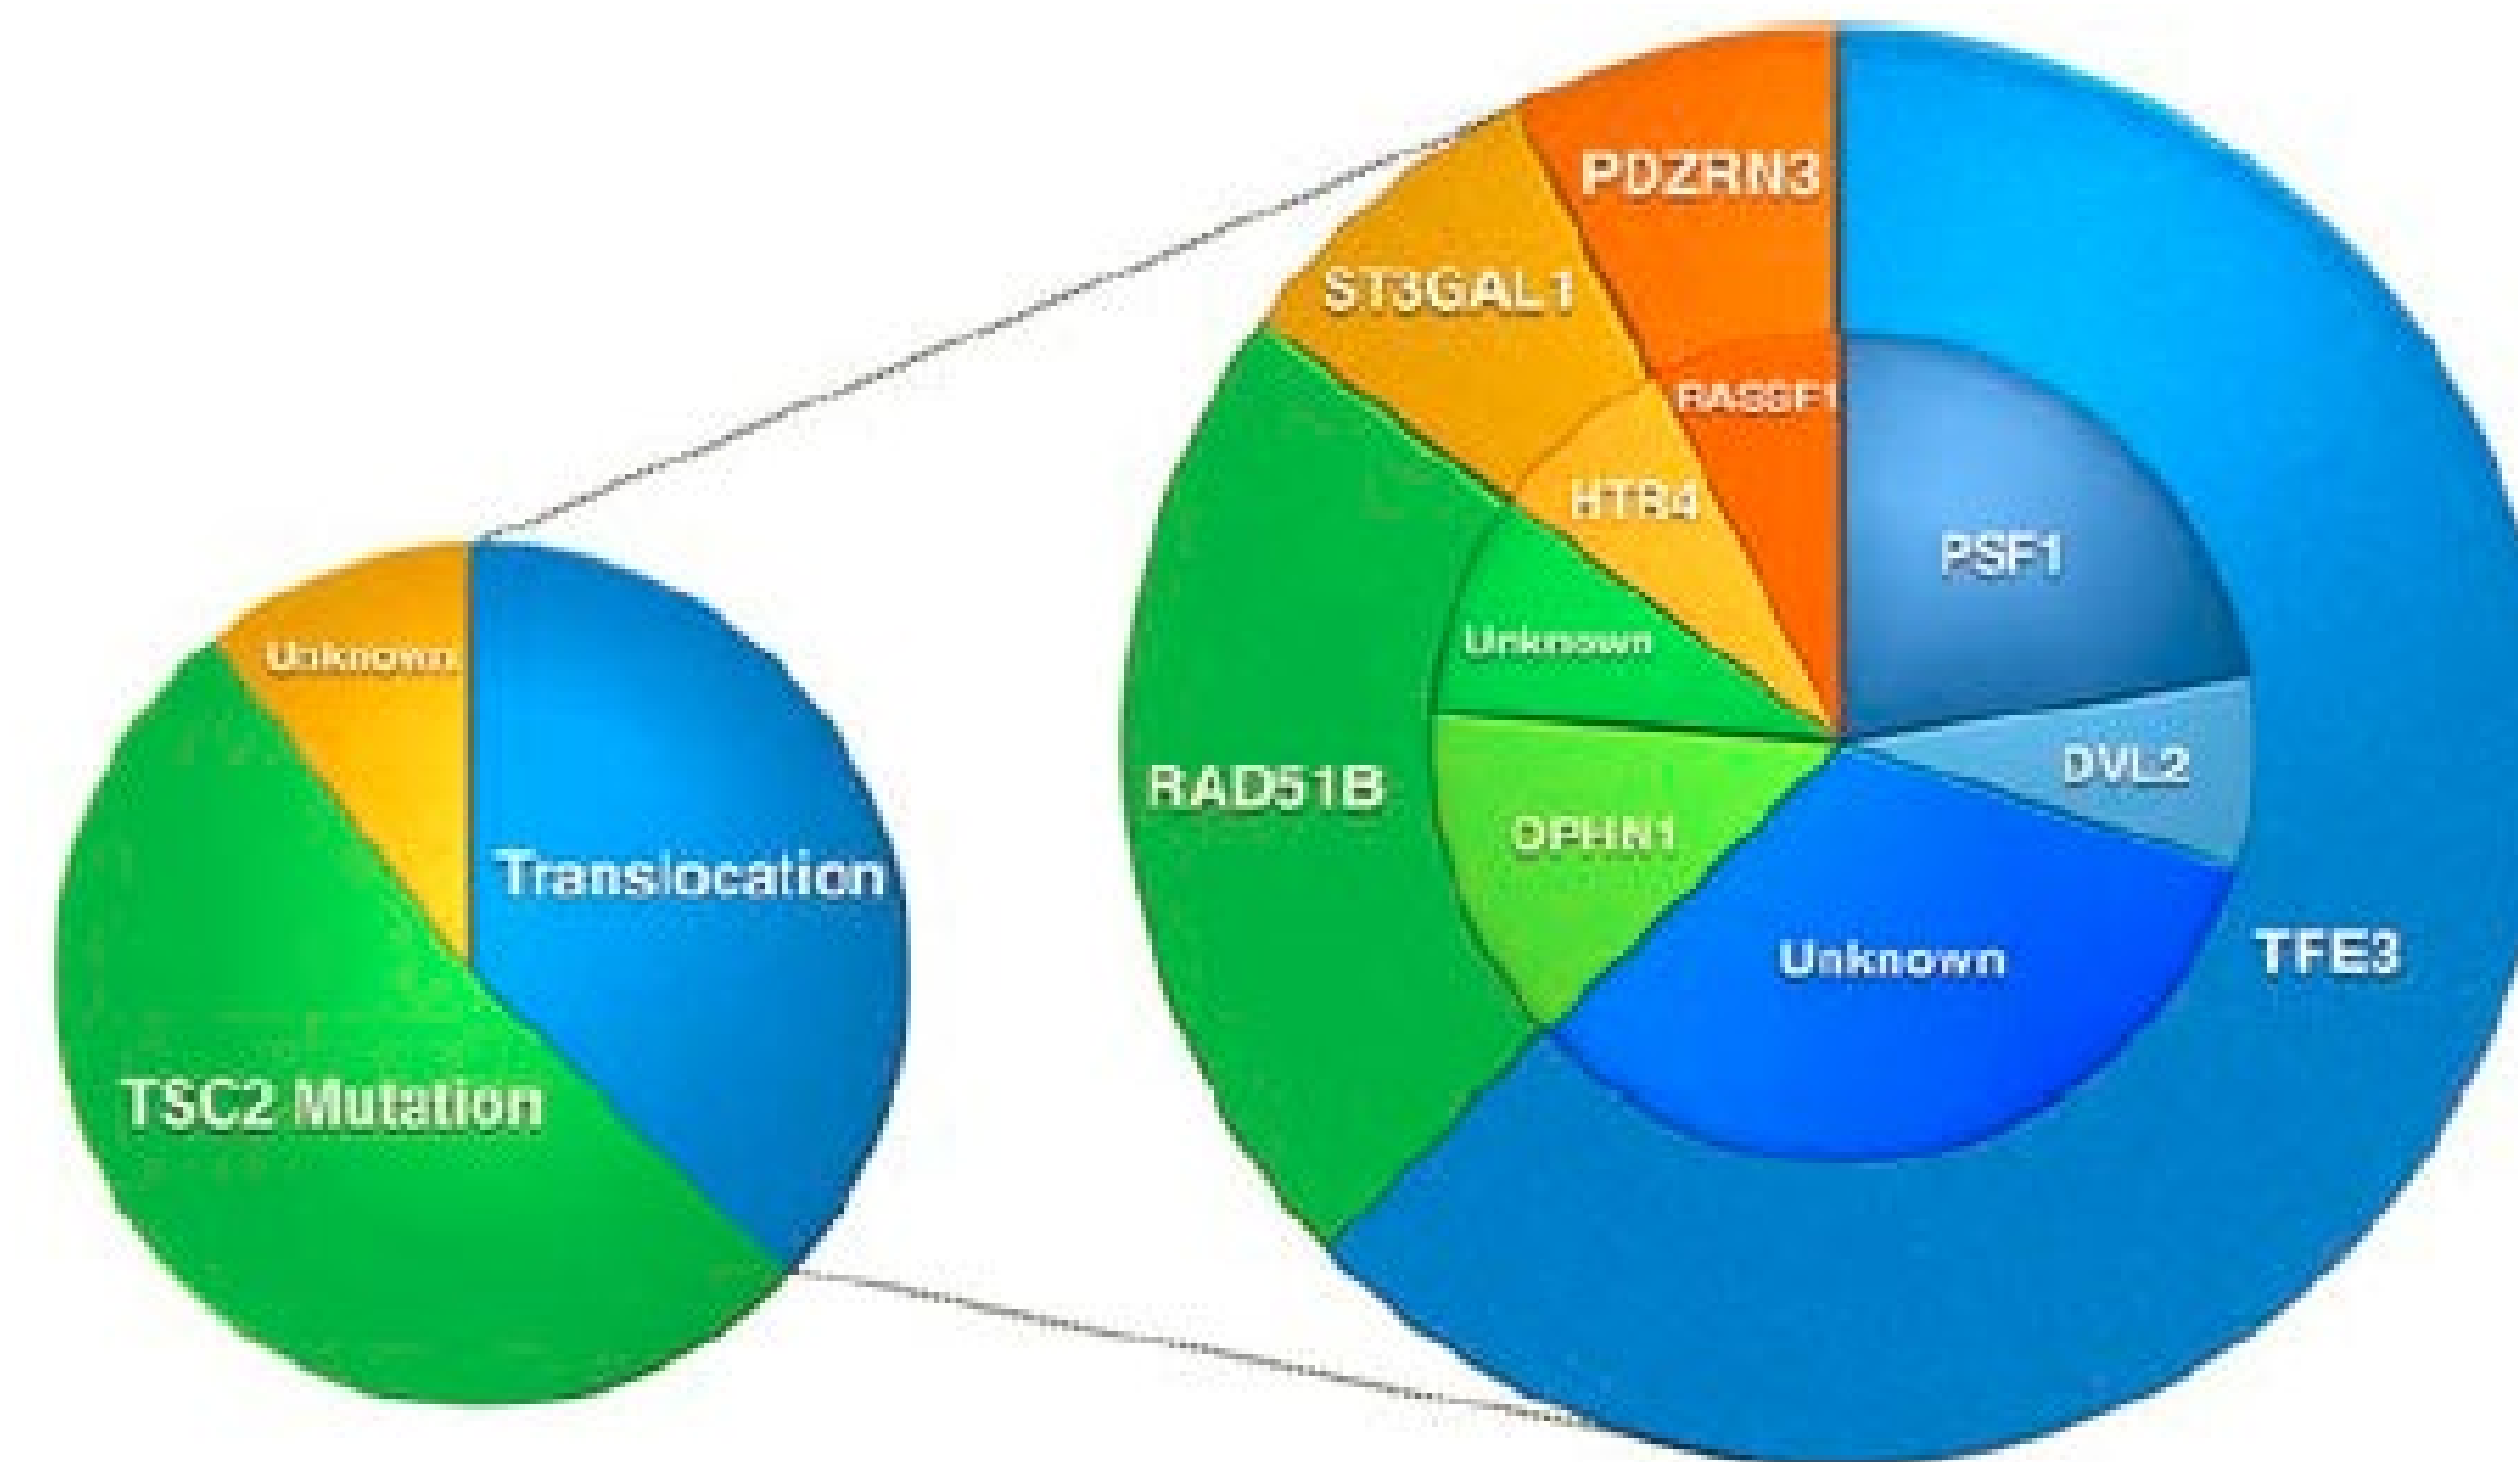 Unknown
Translocation
TSC2 Mutation
PDZRN3
ST3GAL1
RASSF1
HTR4
PSF1
Unknown
DVL2
RAD51B
OPHN1
Unknown
TFE3